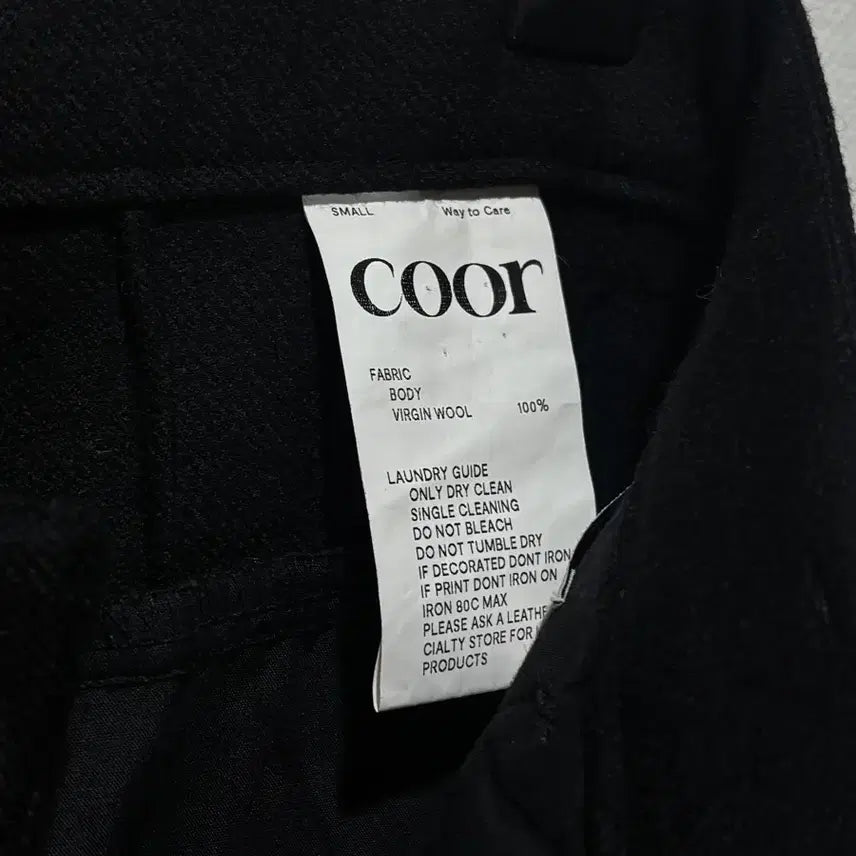 SMALL Way to Care
coor
FABRIC
BODY
VIRGIN WOOL 100%
LAUNDRY GUIDE
ONLY DRY CLEAN
SINGLE CLEANING
DO NOT BLEACH
DO NOT TUMBLE DRY
IF DECORATED DONT IRON
IF PRINT DONT IRON ON
IRON 80C MAX
PLEASE ASK A
CIALTY STORE FOR
PRODUCTS